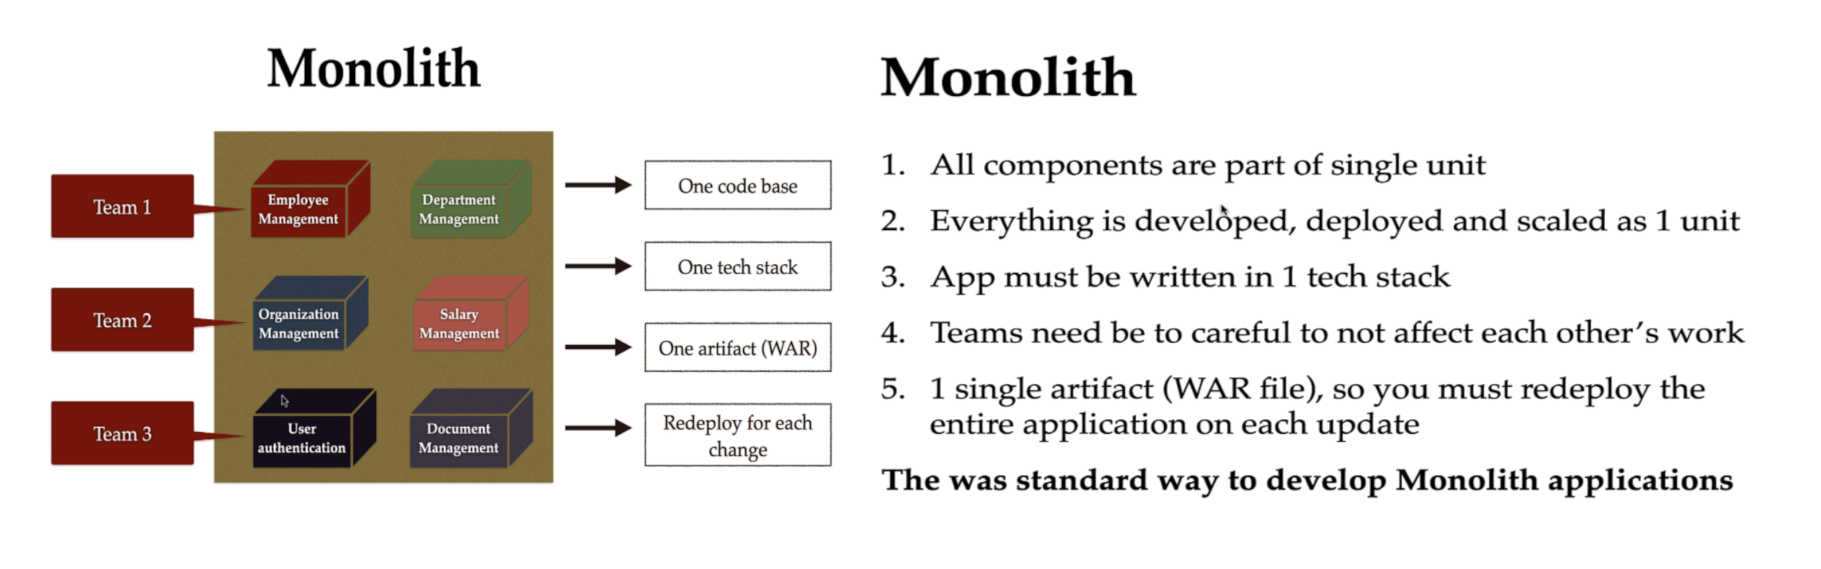 Monolith
Team 1
Employee
Management
Department
Management
One code base
Team 2
Organization
Management
Salary
Management
One tech stack
One artifact (WAR)
Team 3
User
authentication
Document
Management
Redeploy for each
change
Monolith
1. All components are part of single unit
2. Everything is developed, deployed and scaled as 1 unit
3. App must be written in 1 tech stack
4. Teams need be to careful to not affect each other’s work
5. 1 single artifact (WAR file), so you must redeploy the
entire application on each update
The was standard way to develop Monolith applications